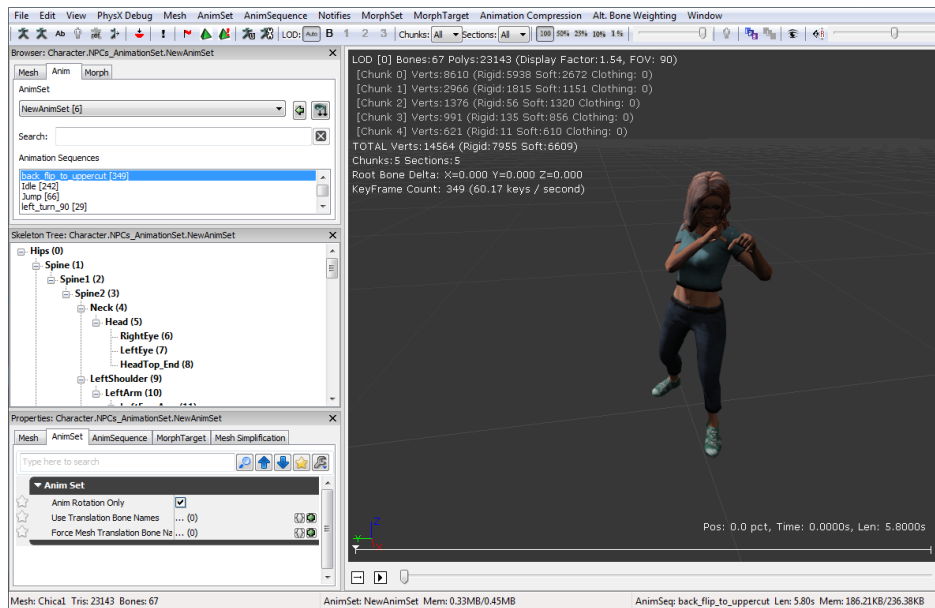 File Edit View PhysX Debug Mesh AnimSet AnimSequence Notifies MorphSet MorphTarget Animation Compression Alt. Bone Weighting Window
Ab LOD: Auto B 1 2 3 Chunks: All Sections: All 100 50% 25% 10% 1%
Browser: Character.NPCs_AnimationSet.NewAnimSet
Mesh Anim Morph
AnimSet
NewAnimSet [6]
Search:
Animation Sequences
back_flip_to_uppercut [349]
Idle [242]
Jump [66]
left_turn_90 [29]
Skeleton Tree: Character.NPCs_AnimationSet.NewAnimSet
Hips (0)
Spine (1)
Spine1 (2)
Spine2 (3)
Neck (4)
Head (5)
RightEye (6)
LeftEye (7)
HeadTop_End (8)
LeftShoulder (9)
LeftArm (10)
Properties: Character.NPCs_AnimationSet.NewAnimSet
Mesh AnimSet AnimSequence MorphTarget Mesh Simplification
Type here to search
Anim Set
Anim Rotation Only
Use Translation Bone Names ... (0)
Force Mesh Translation Bone Na ... (0)
LOD [0] Bones:67 Polys:23143 (Display Factor:1.54, FOV: 90)
[Chunk 0] Verts:8610 (Rigid:5938 Soft:2672 Clothing: 0)
[Chunk 1] Verts:2966 (Rigid:1815 Soft:1151 Clothing: 0)
[Chunk 2] Verts:1376 (Rigid:56 Soft:1320 Clothing: 0)
[Chunk 3] Verts:991 (Rigid:135 Soft:856 Clothing: 0)
[Chunk 4] Verts:621 (Rigid:11 Soft:610 Clothing: 0)
TOTAL Verts:14564 (Rigid:7955 Soft:6609)
Chunks:5 Sections:5
Root Bone Delta: X=0.000 Y=0.000 Z=0.000
KeyFrame Count: 349 (60.17 keys / second)
Z
Y
X
Pos: 0.0 pct, Time: 0.0000s, Len: 5.8000s
Mesh: Chica1 Tris: 23143 Bones: 67
AnimSet: NewAnimSet Mem: 0.33MB/0.45MB
AnimSeq: back_flip_to_uppercut Len: 5.80s Mem: 186.21KB/236.38KB